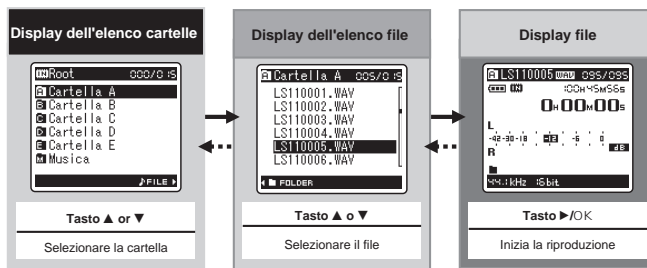 Display dell'elenco cartelle
Root 000/015
A Cartella A
B Cartella B
C Cartella C
D Cartella D
E Cartella E
M Musica
FILE
Tasto ▲ or ▼
Selezionare la cartella
Display dell'elenco file
A Cartella A 005/015
LS110001.WAV
LS110002.WAV
LS110003.WAV
LS110004.WAV
LS110005.WAV
LS110006.WAV
FOLDER
Tasto ▲ o ▼
Selezionare il file
Display file
A LS110005 WAV 095/095
:00H45M56s
0H00M00s
L
-42-30-18 -12 -6 0
R dB
44.1kHz 16bit
Tasto ►/OK
Inizia la riproduzione